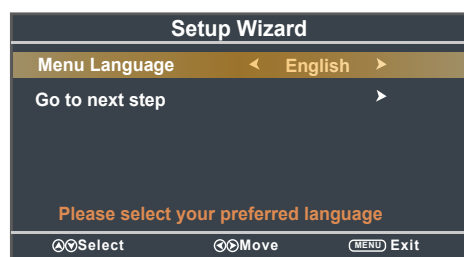 Setup Wizard
Menu Language English
Go to next step
Please select your preferred language
Select Move MENU Exit